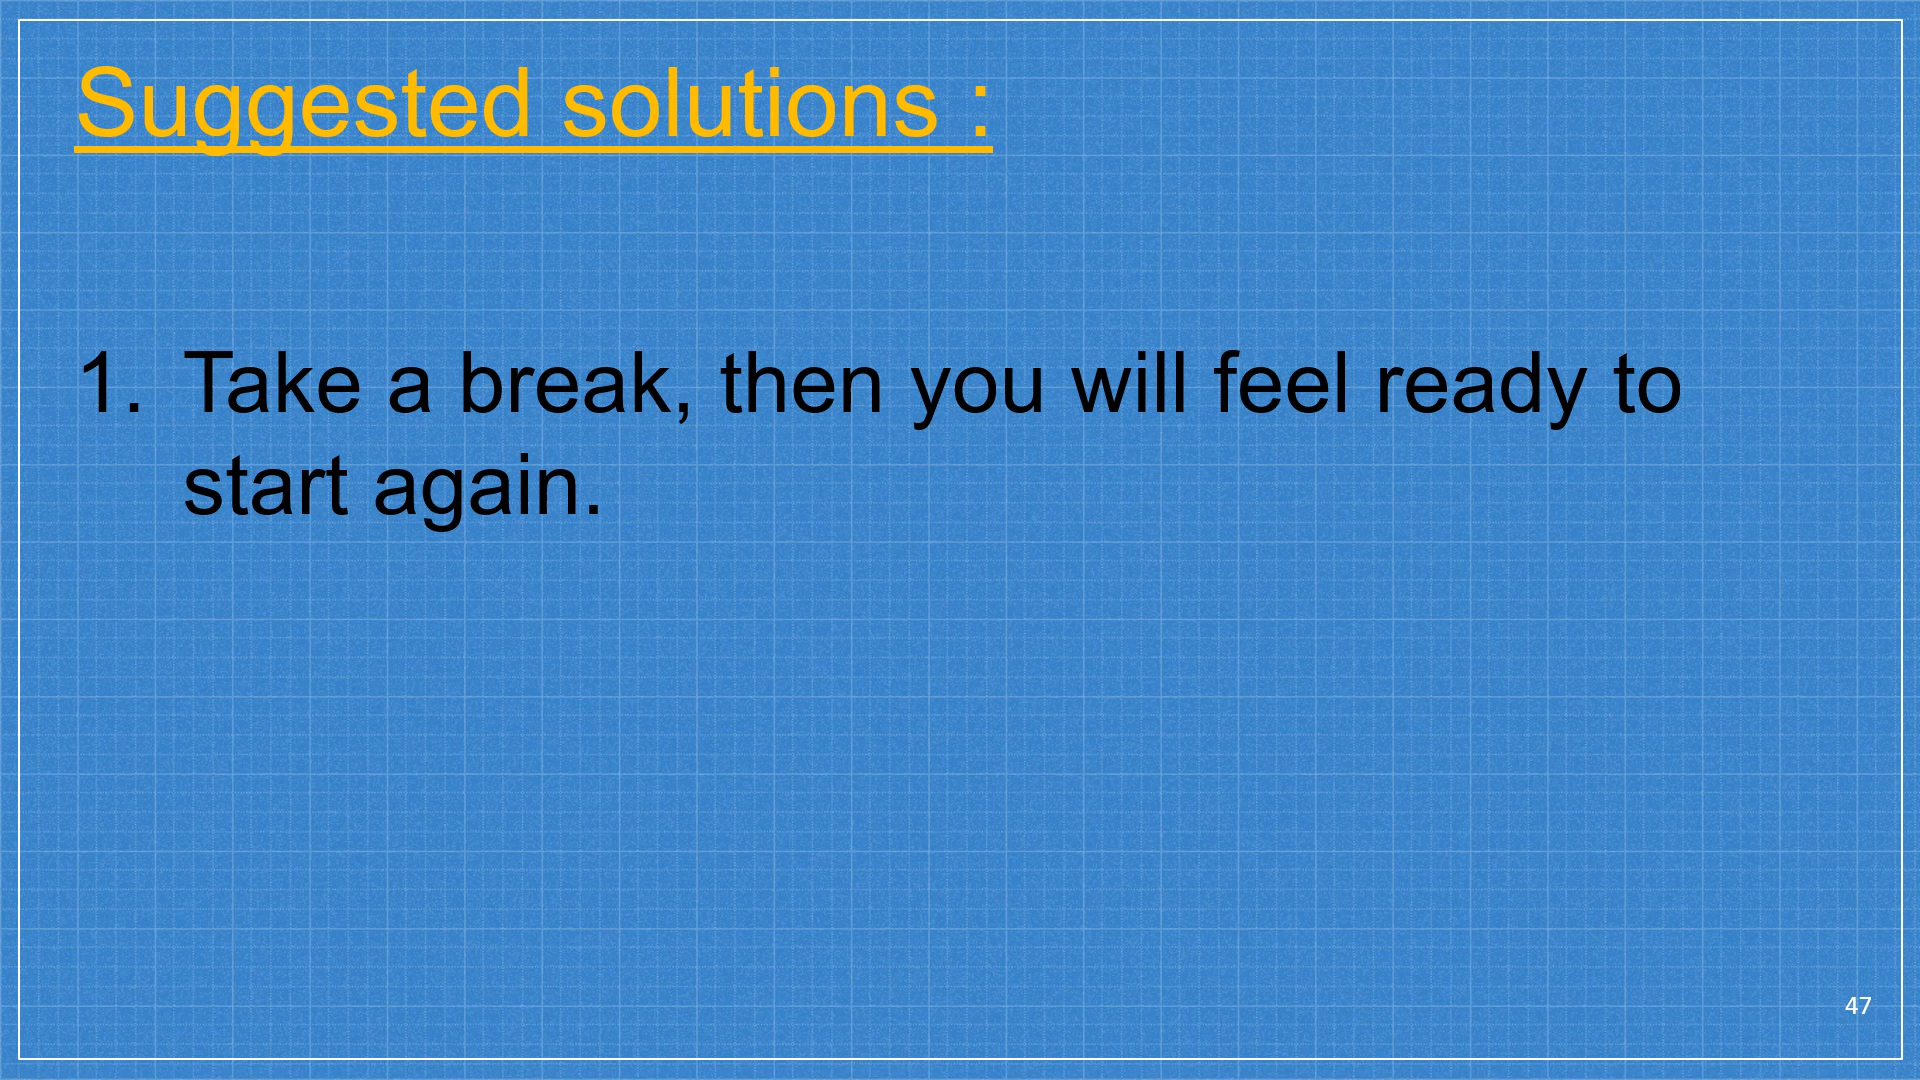 Suggested solutions :
1. Take a break, then you will feel ready to
start again.
47